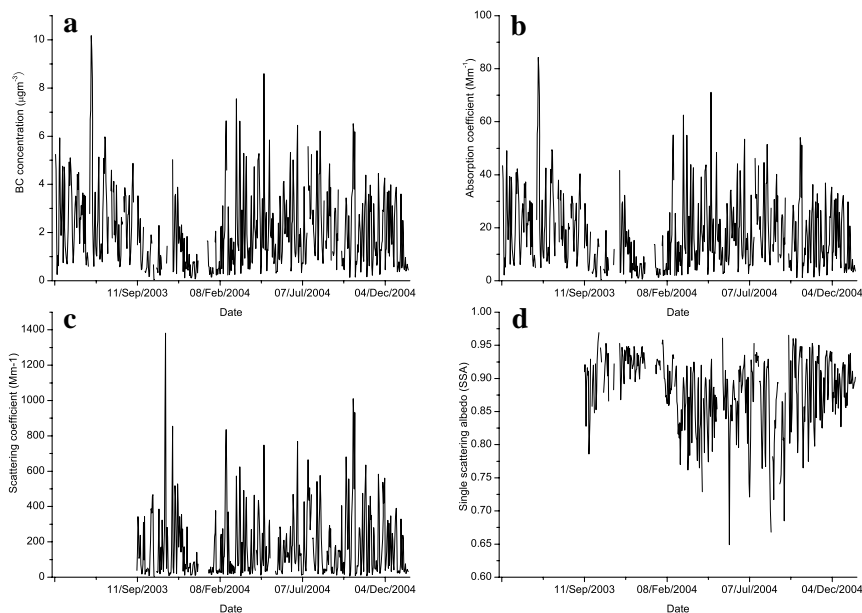 a
10
8
6
4
2
0
BC concentration (μgm⁻³)
11/Sep/2003 08/Feb/2004 07/Jul/2004 04/Dec/2004
Date
b
100
80
60
40
20
0
Absorption coefficient (Mm⁻¹)
11/Sep/2003 08/Feb/2004 07/Jul/2004 04/Dec/2004
Date
c
1400
1200
1000
800
600
400
200
0
Scattering coefficient (Mm-1)
11/Sep/2003 08/Feb/2004 07/Jul/2004 04/Dec/2004
Date
d
1.00
0.95
0.90
0.85
0.80
0.75
0.70
0.65
0.60
Single scattering albedo (SSA)
11/Sep/2003 08/Feb/2004 07/Jul/2004 04/Dec/2004
Date